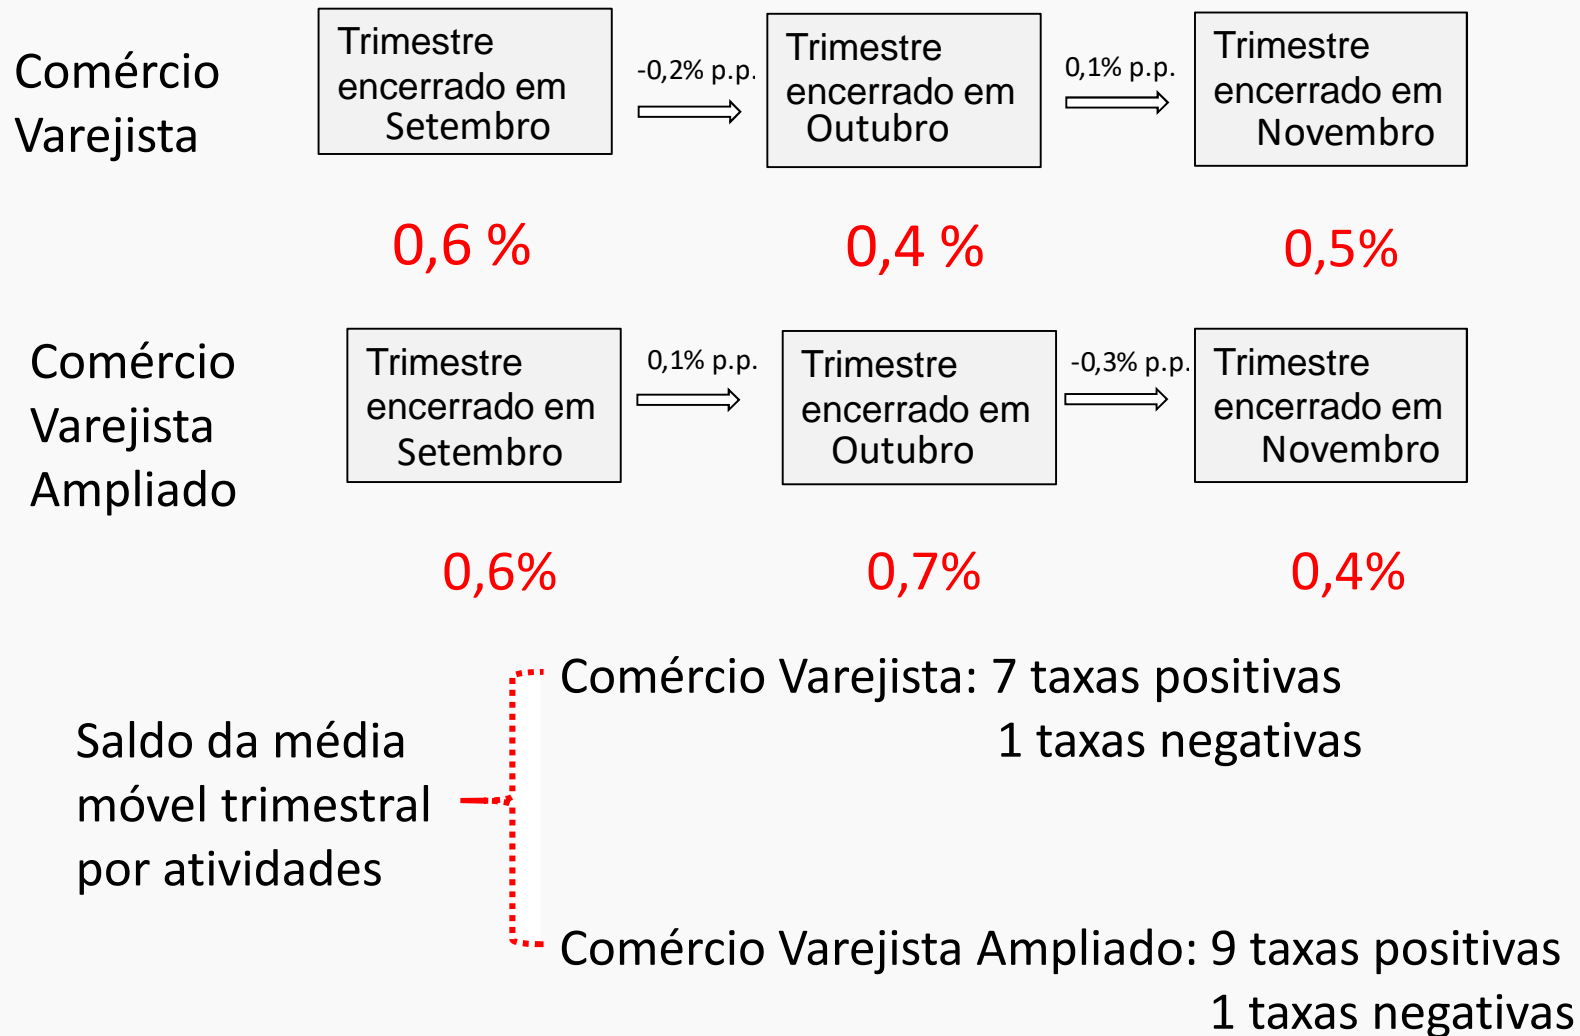 Comércio
Varejista
Trimestre
encerrado em
Setembro
-0,2% p.p.
Trimestre
encerrado em
Outubro
0,1% p.p.
Trimestre
encerrado em
Novembro
0,6 %
0,4 %
0,5%
Comércio
Varejista
Ampliado
Trimestre
encerrado em
Setembro
0,1% p.p.
Trimestre
encerrado em
Outubro
-0,3% p.p.
Trimestre
encerrado em
Novembro
0,6%
0,7%
0,4%
Saldo da média
móvel trimestral
por atividades
Comércio Varejista: 7 taxas positivas
1 taxas negativas
Comércio Varejista Ampliado: 9 taxas positivas
1 taxas negativas